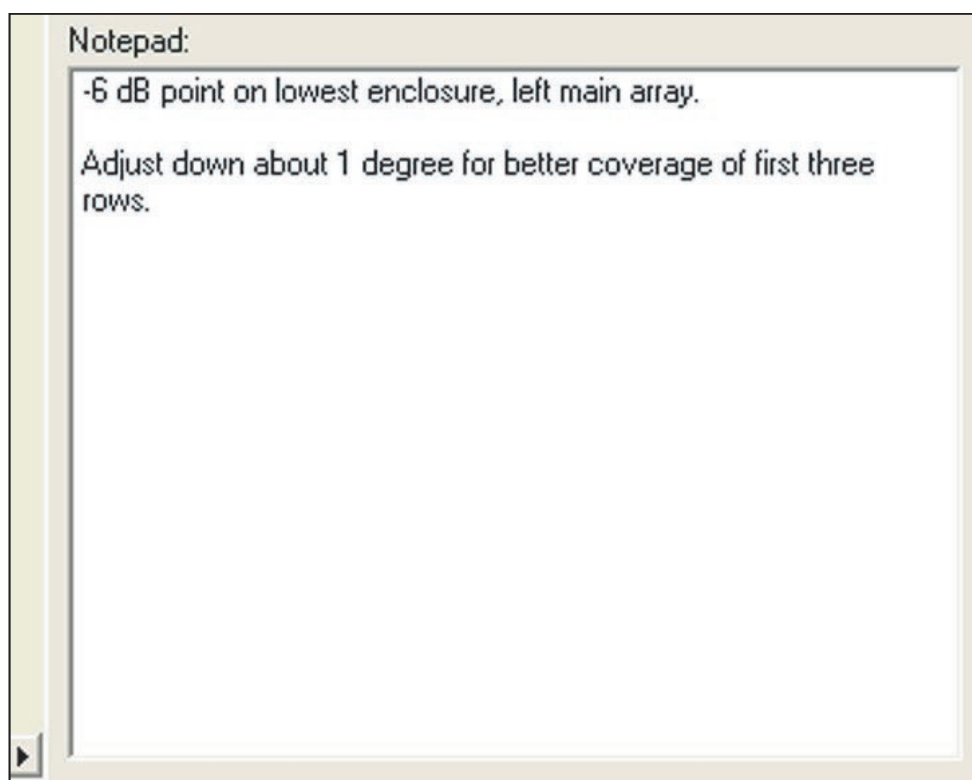 Notepad:
-6 dB point on lowest enclosure, left main array.
Adjust down about 1 degree for better coverage of first three
rows.